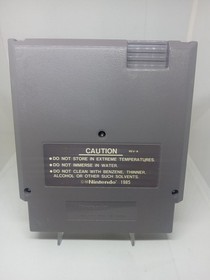 CAUTION REV-A
●DO NOT STORE IN EXTREME TEMPERATURES.
●DO NOT IMMERSE IN WATER.
●DO NOT CLEAN WITH BENZENE, THINNER,
ALCOHOL OR OTHER SUCH SOLVENTS.
©®Nintendo 1985